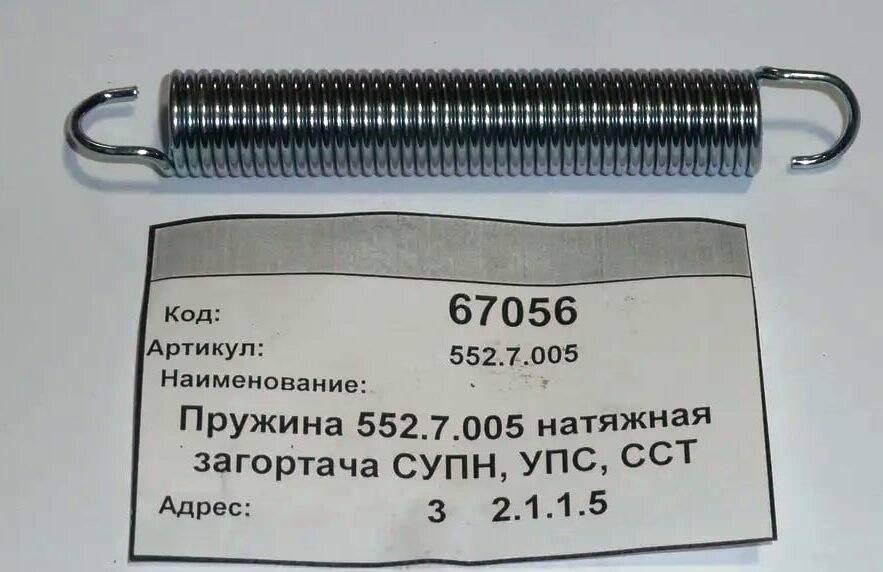 Код: 67056
Артикул: 552.7.005
Наименование:
Пружина 552.7.005 натяжная
загортача СУПН, УПС, ССТ
Адрес: 3 2.1.1.5